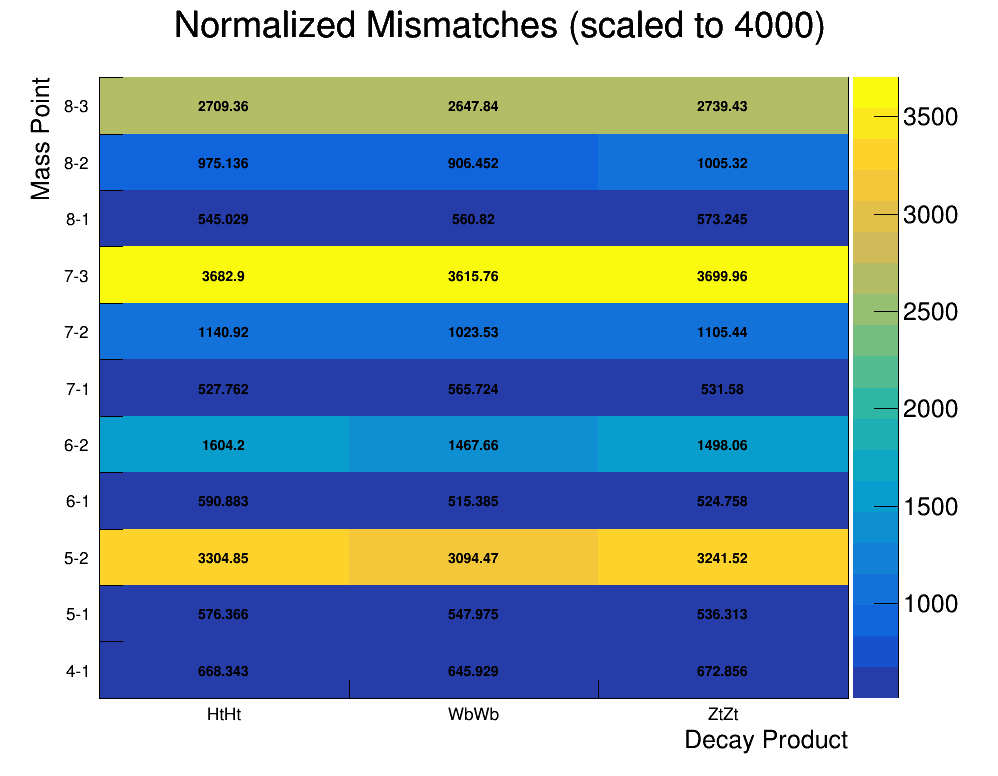 Normalized Mismatches (scaled to 4000)
Mass Point
8-3 2709.36 2647.84 2739.43
8-2 975.136 906.452 1005.32
8-1 545.029 560.82 573.245
7-3 3682.9 3615.76 3699.96
7-2 1140.92 1023.53 1105.44
7-1 527.762 565.724 531.58
6-2 1604.2 1467.66 1498.06
6-1 590.883 515.385 524.758
5-2 3304.85 3094.47 3241.52
5-1 576.366 547.975 536.313
4-1 668.343 645.929 672.856
HtHt WbWb ZtZt
Decay Product
3500
3000
2500
2000
1500
1000